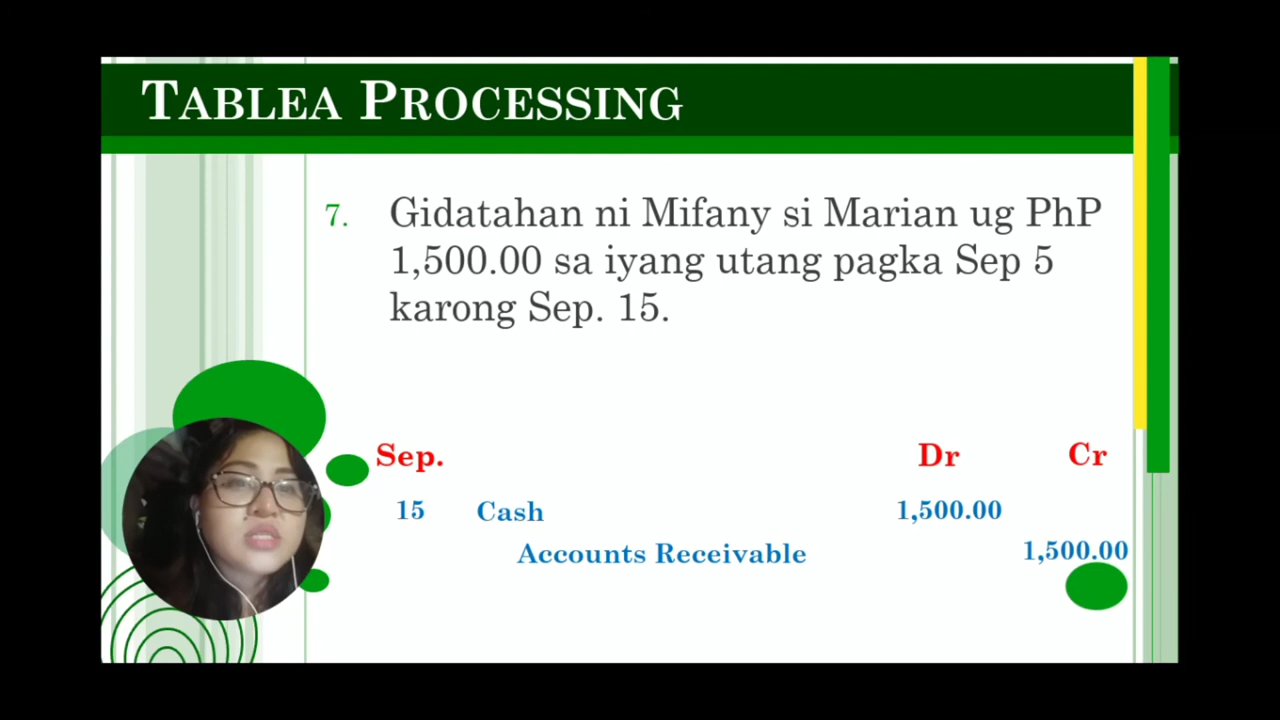 TABLEA PROCESSING
7. Gidatahan ni Mifany si Marian ug PhP
1,500.00 sa iyang utang pagka Sep 5
karong Sep. 15.
Sep. Dr Cr
15 Cash 1,500.00
Accounts Receivable 1,500.00